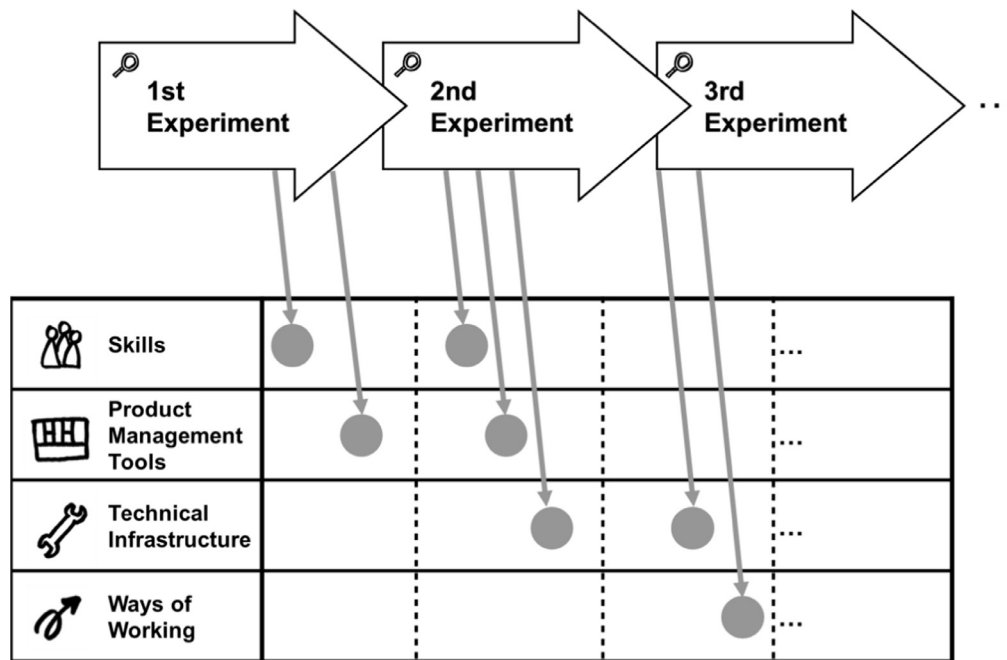 1st
Experiment
2nd
Experiment
3rd
Experiment
..
Skills
...
Product
Management
Tools
...
Technical
Infrastructure
...
Ways of
Working
...